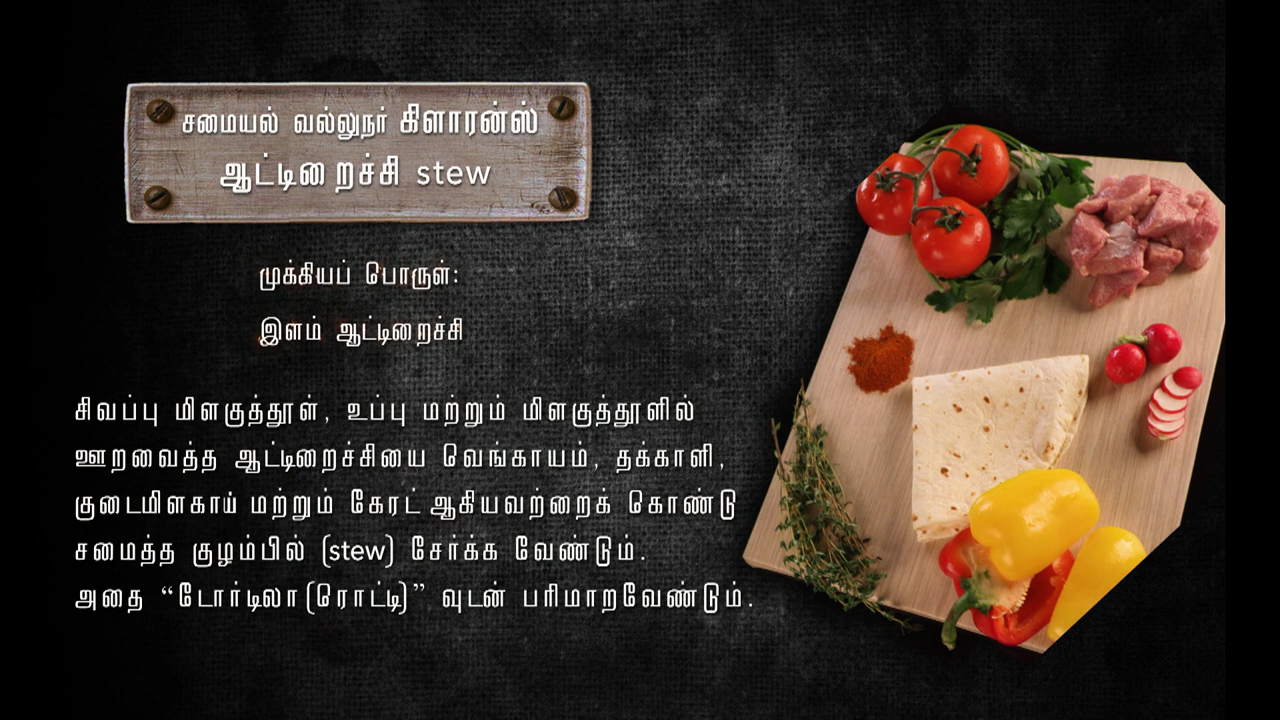 சமையல் வல்லுநர் கிளாரன்ஸ்
ஆட்டிறைச்சி stew
முக்கியப் பொருள்:
இளம் ஆட்டிறைச்சி
சிவப்பு மிளகுத்தூள், உப்பு மற்றும் மிளகுத்தூளில்
ஊறவைத்த ஆட்டிறைச்சியை வெங்காயம், தக்காளி,
குடைமிளகாய் மற்றும் கேரட் ஆகியவற்றைக் கொண்டு
சமைத்த குழம்பில் (stew) சேர்க்க வேண்டும்.
அதை “டோர்டிலா (ரொட்டி)” வுடன் பரிமாறவேண்டும்.